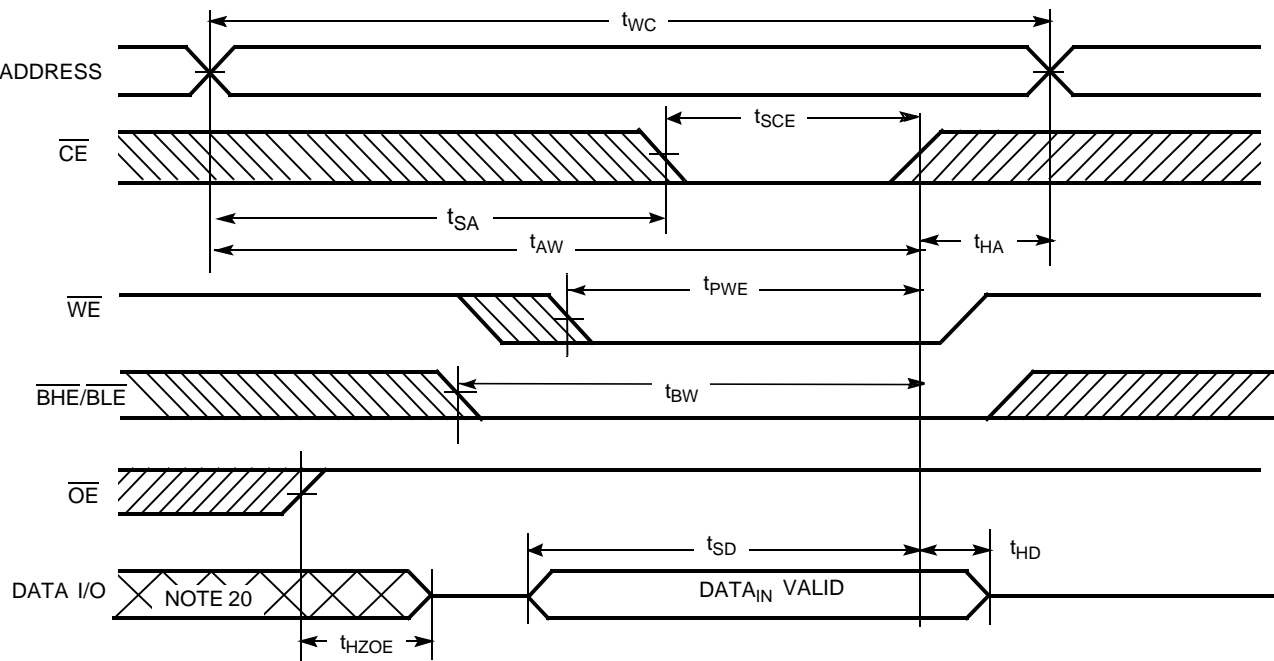 tWC
ADDRESS
tSCE
CE
tSA
tAW
tHA
tPWE
WE
BHE/BLE
tBW
OE
tSD
tHD
DATA I/O
NOTE 20
DATAIN VALID
tHZOE